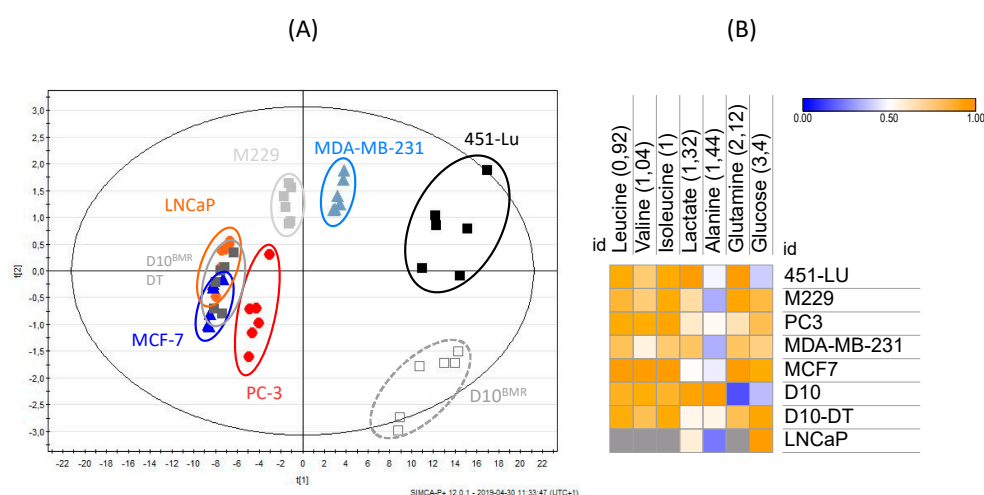 (A)
(B)
3,0
2,5
2,0
1,5
1,0
0,5
0,0
-0,5
-1,0
-1,5
-2,0
-2,5
-3,0
t[2]
-22 -20 -18 -16 -14 -12 -10 -8 -6 -4 -2 0 2 4 6 8 10 12 14 16 18 20 22
t[1]
SIMCA-P+ 12.0.1 - 2019-04-30 11:33:47 (UTC+1)
451-Lu
MDA-MB-231
M229
LNCaP
D10BMR
DT
MCF-7
PC-3
D10BMR
0.00 1.00
id
Leucine (0,92)
Valine (1,04)
Isoleucine (1)
Lactate (1,32)
Alanine (1,44)
Glutamine (2,12)
Glucose (3,4)
id
451-LU
M229
PC3
MDA-MB-231
MCF7
D10
D10-DT
LNCaP